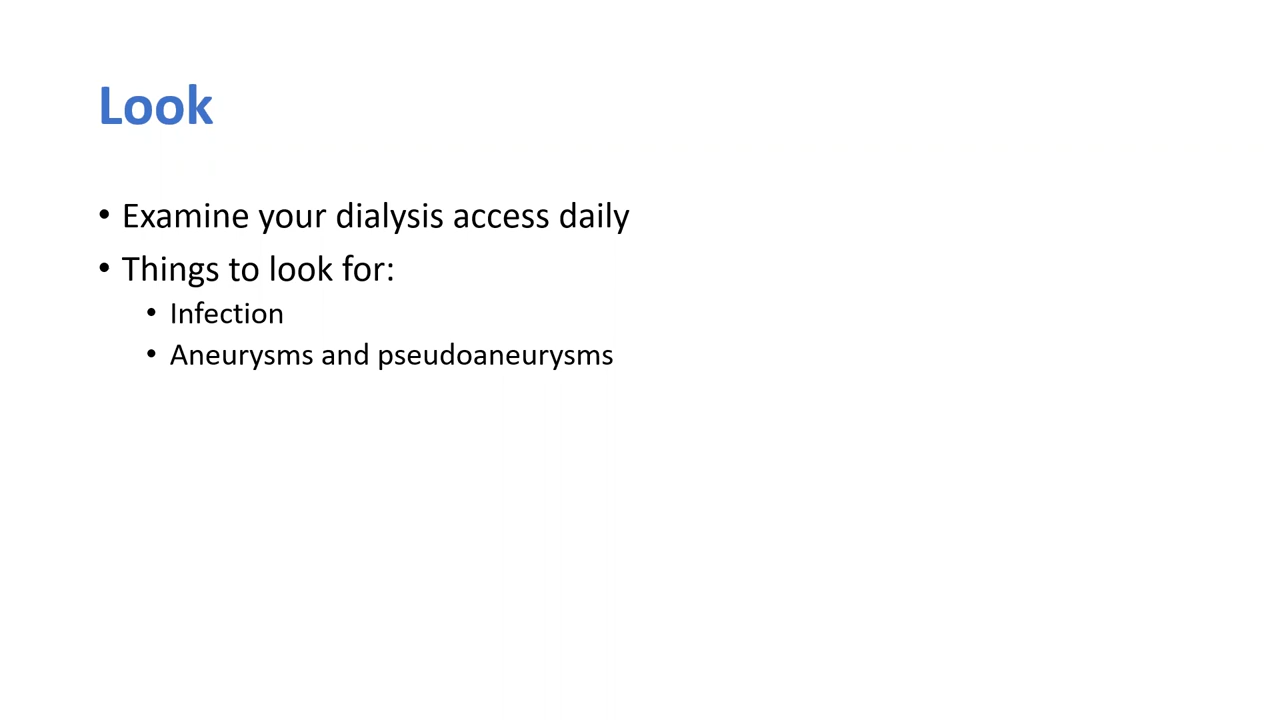 Look
• Examine your dialysis access daily
• Things to look for:
• Infection
• Aneurysms and pseudoaneurysms